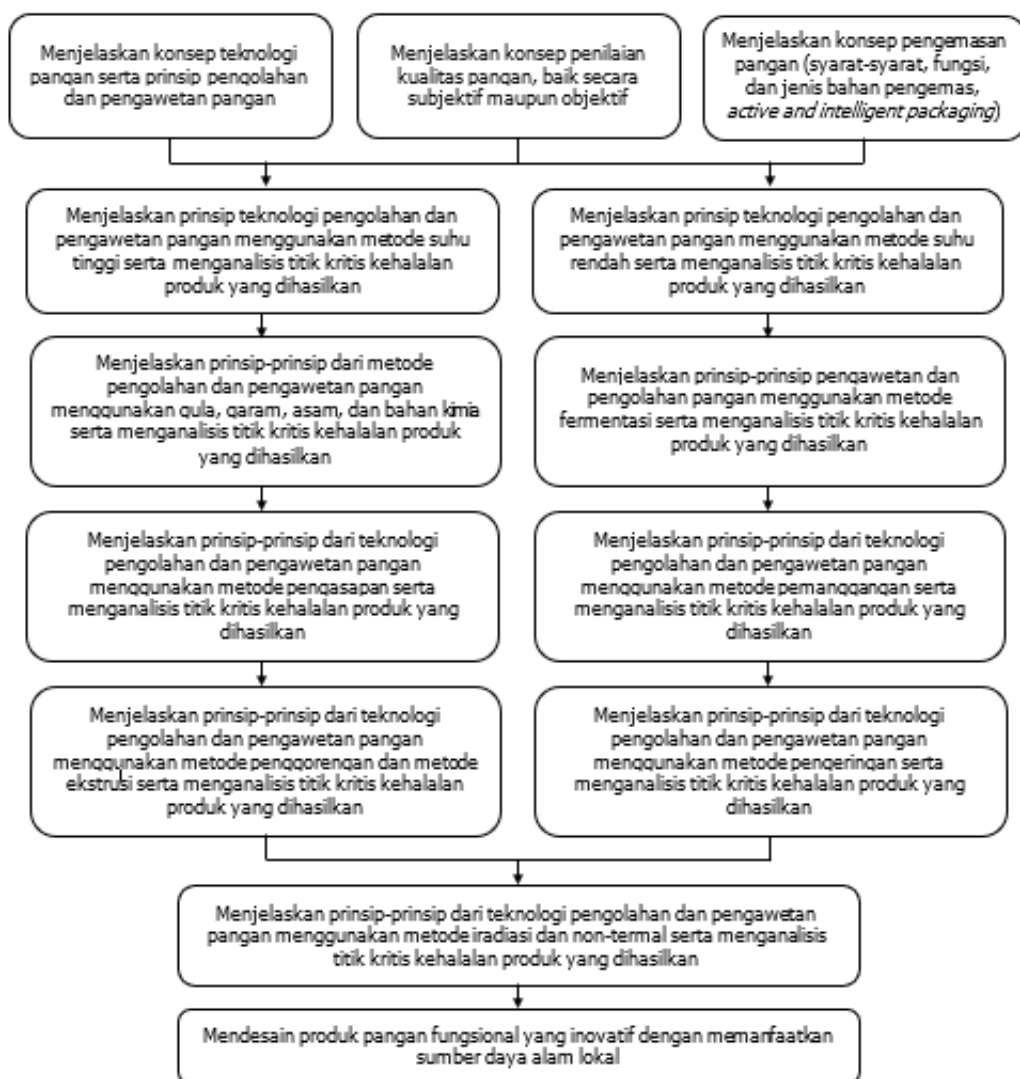 Menjelaskan konsep teknologi
pangan serta prinsip pengolahan
dan pengawetan pangan
Menjelaskan konsep penilaian
kualitas pangan, baik secara
subjektif maupun objektif
Menjelaskan konsep pengemasan
pangan (syarat-syarat, fungsi,
dan jenis bahan pengemas,
active and intelligent packaging)
Menjelaskan prinsip teknologi pengolahan dan
pengawetan pangan menggunakan metode suhu
tinggi serta menganalisis titik kritis kehalalan
produk yang dihasilkan
Menjelaskan prinsip teknologi pengolahan dan
pengawetan pangan menggunakan metode suhu
rendah serta menganalisis titik kritis kehalalan
produk yang dihasilkan
Menjelaskan prinsip-prinsip dari metode
pengolahan dan pengawetan pangan
menggunakan gula, garam, asam, dan bahan kimia
serta menganalisis titik kritis kehalalan produk
yang dihasilkan
Menjelaskan prinsip-prinsip pengawetan dan
pengolahan pangan menggunakan metode
fermentasi serta menganalisis titik kritis kehalalan
produk yang dihasilkan
Menjelaskan prinsip-prinsip dari teknologi
pengolahan dan pengawetan pangan
menggunakan metode pengasapan serta
menganalisis titik kritis kehalalan produk yang
dihasilkan
Menjelaskan prinsip-prinsip dari teknologi
pengolahan dan pengawetan pangan
menggunakan metode pemanggangan serta
menganalisis titik kritis kehalalan produk yang
dihasilkan
Menjelaskan prinsip-prinsip dari teknologi
pengolahan dan pengawetan pangan
menggunakan metode penggorengan dan metode
ekstrusi serta menganalisis titik kritis kehalalan
produk yang dihasilkan
Menjelaskan prinsip-prinsip dari teknologi
pengolahan dan pengawetan pangan
menggunakan metode pengeringan serta
menganalisis titik kritis kehalalan produk yang
dihasilkan
Menjelaskan prinsip-prinsip dari teknologi pengolahan dan pengawetan
pangan menggunakan metode iradiasi dan non-termal serta menganalisis
titik kritis kehalalan produk yang dihasilkan
Mendesain produk pangan fungsional yang inovatif dengan memanfaatkan
sumber daya alam lokal